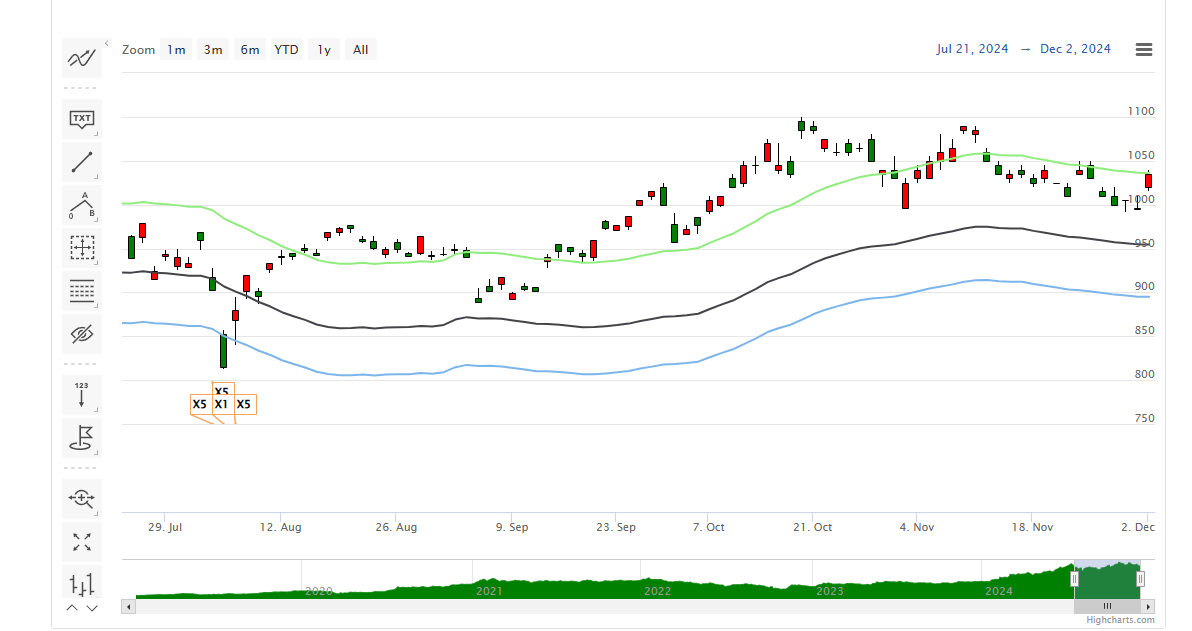 Zoom 1m 3m 6m YTD 1y All Jul 21, 2024 → Dec 2, 2024
TXT
A
0 B
123
1100
1050
1000
950
900
850
800
750
X5
X5 X1 X5
29. Jul 12. Aug 26. Aug 9. Sep 23. Sep 7. Oct 21. Oct 4. Nov 18. Nov 2. Dec
2020 2021 2022 2023 2024
Highcharts.com